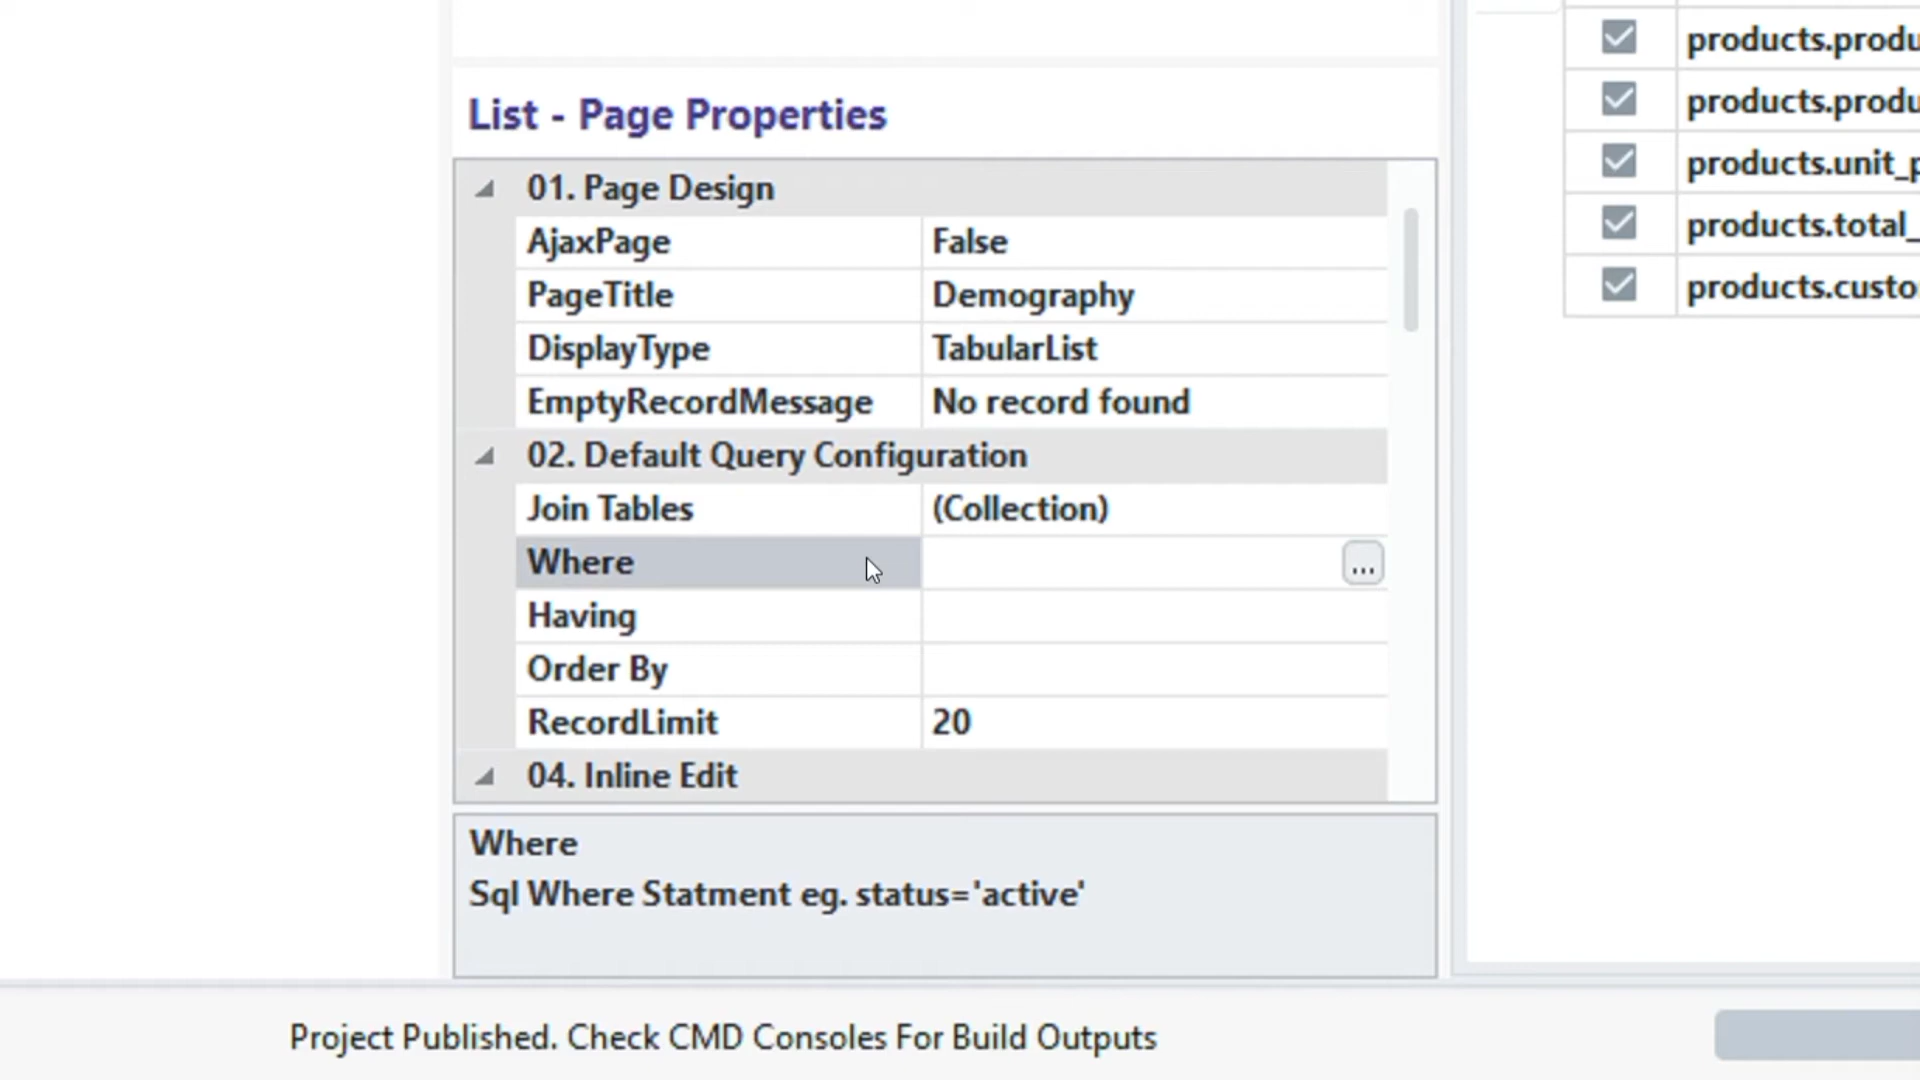 List - Page Properties
01. Page Design
AjaxPage False
PageTitle Demography
DisplayType TabularList
EmptyRecordMessage No record found
02. Default Query Configuration
Join Tables (Collection)
Where ...
Having
Order By
RecordLimit 20
04. Inline Edit
Where
Sql Where Statment eg. status='active'
products.produ
products.produ
products.unit_p
products.total_
products.custo
Project Published. Check CMD Consoles For Build Outputs